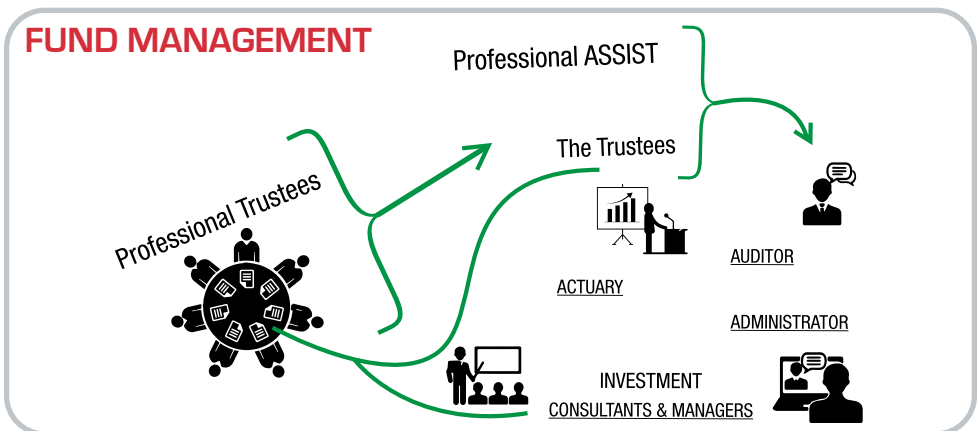 FUND MANAGEMENT
Professional ASSIST
The Trustees
Professional Trustees
AUDITOR
ACTUARY
ADMINISTRATOR
INVESTMENT
CONSULTANTS & MANAGERS